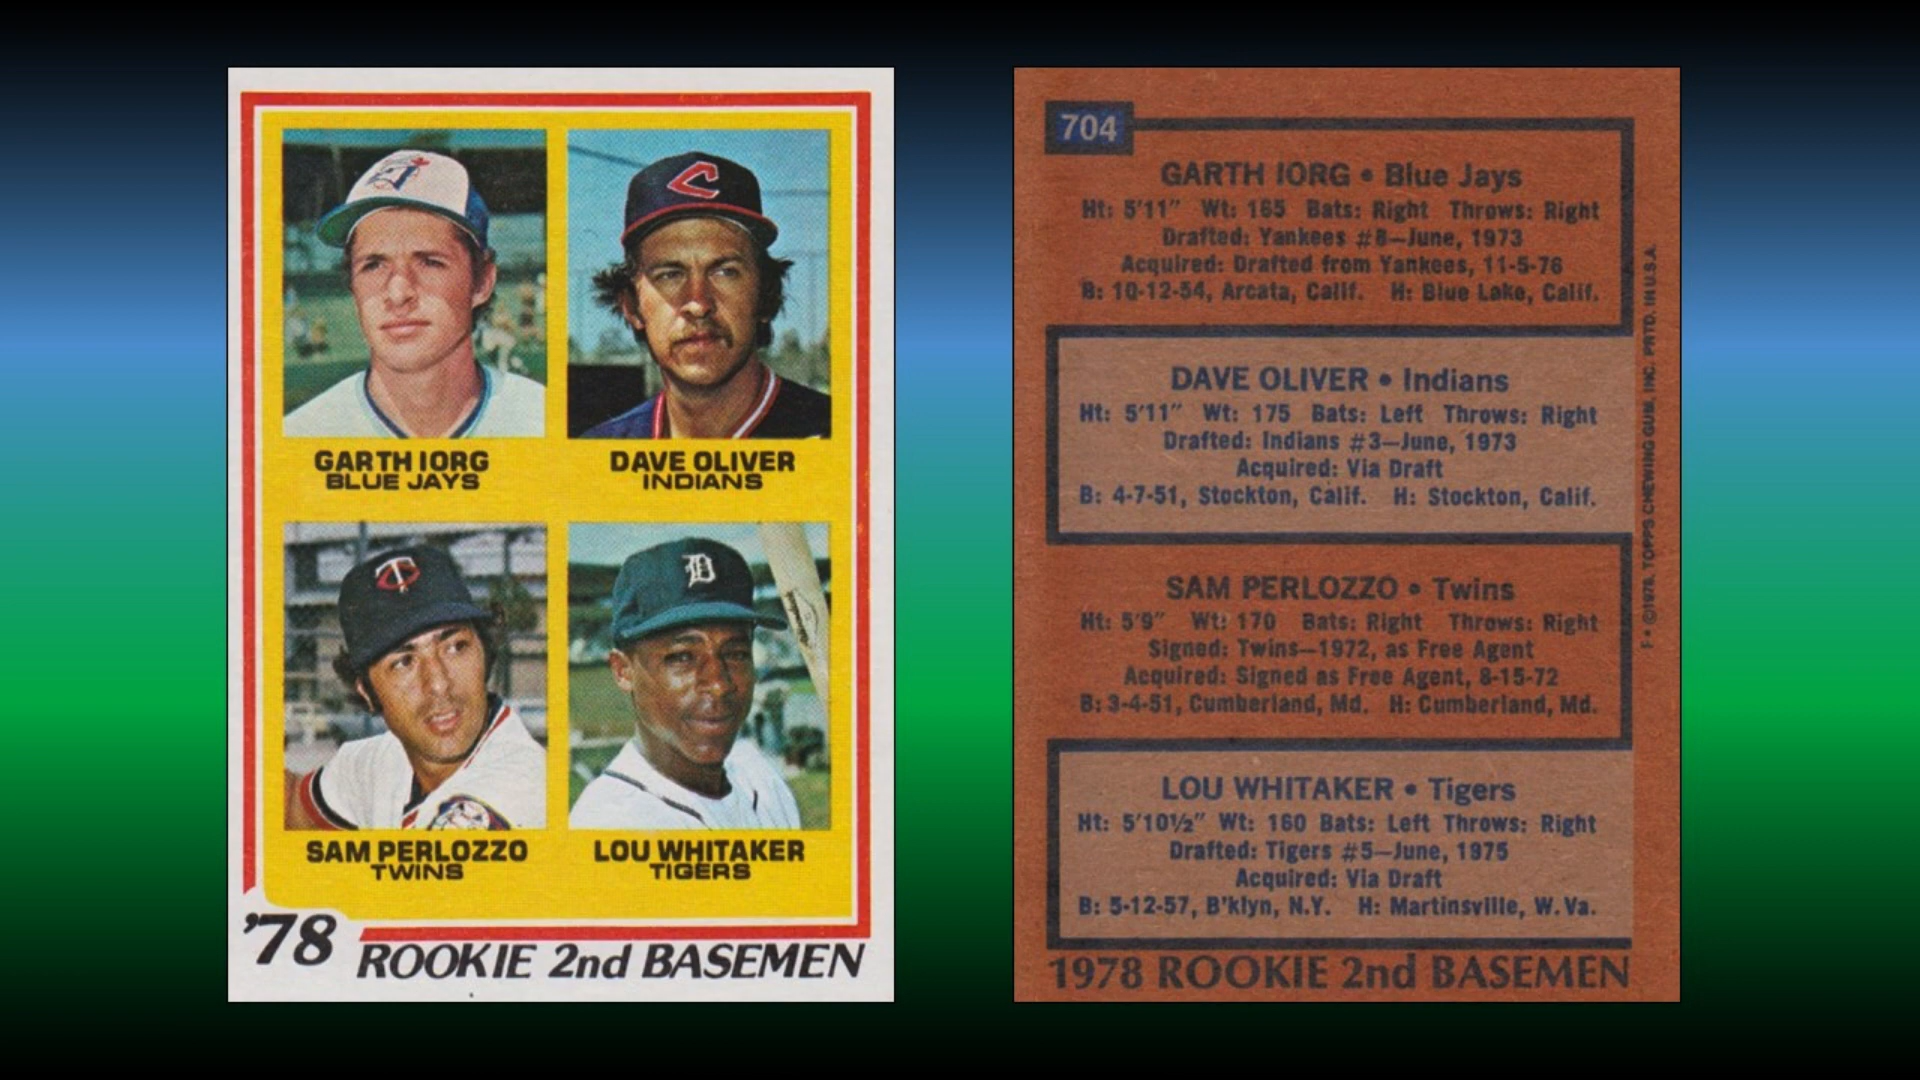 GARTH IORG
BLUE JAYS
DAVE OLIVER
INDIANS
SAM PERLOZZO
TWINS
LOU WHITAKER
TIGERS
'78 ROOKIE 2nd BASEMEN
704
GARTH IORG • Blue Jays
Ht: 5'11" Wt: 165 Bats: Right Throws: Right
Drafted: Yankees #8—June, 1973
Acquired: Drafted from Yankees, 11-5-76
B: 10-12-54, Arcata, Calif. H: Blue Lake, Calif.
DAVE OLIVER • Indians
Ht: 5'11" Wt: 175 Bats: Left Throws: Right
Drafted: Indians #3—June, 1973
Acquired: Via Draft
B: 4-7-51, Stockton, Calif. H: Stockton, Calif.
SAM PERLOZZO • Twins
Ht: 5'9" Wt: 170 Bats: Right Throws: Right
Signed: Twins—1972, as Free Agent
Acquired: Signed as Free Agent, 8-15-72
B: 3-4-51, Cumberland, Md. H: Cumberland, Md.
LOU WHITAKER • Tigers
Ht: 5'10½" Wt: 160 Bats: Left Throws: Right
Drafted: Tigers #5—June, 1975
Acquired: Via Draft
B: 5-12-57, B'klyn, N.Y. H: Martinsville, W.Va.
1978 ROOKIE 2nd BASEMEN
F• ©1978, TOPPS CHEWING GUM, INC. PRTD. IN U.S.A.